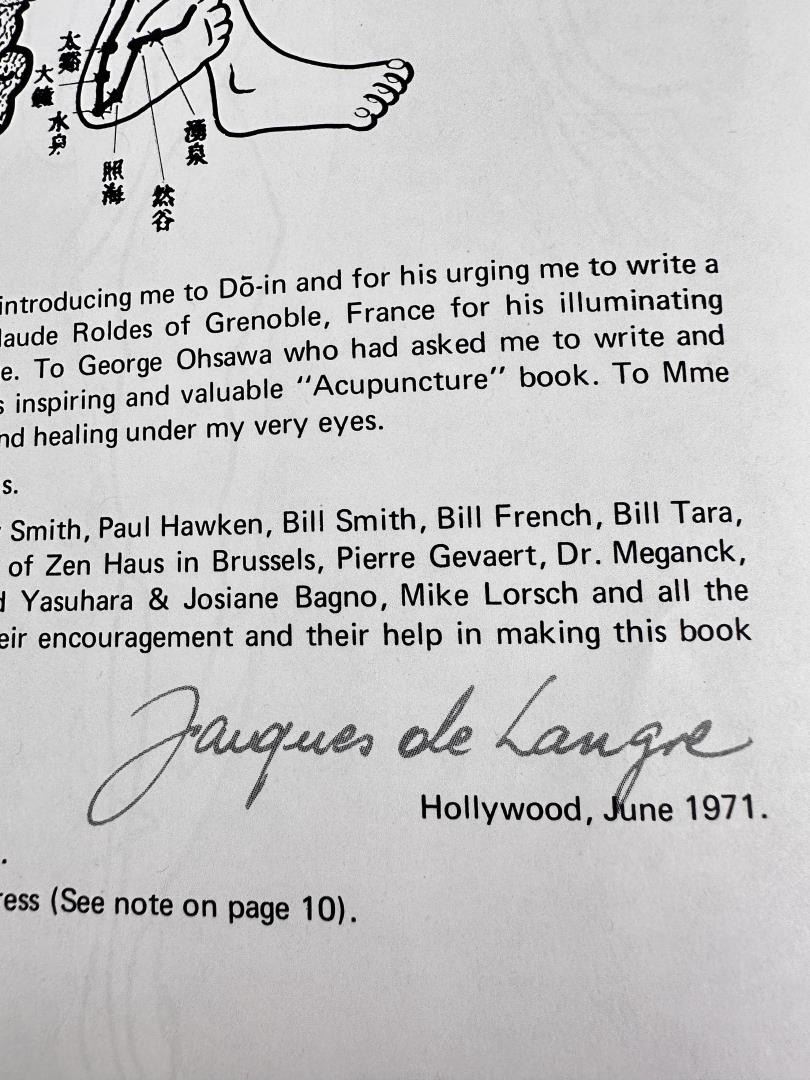 太谿
大鐘
水泉
照海
然谷
湧泉
introducing me to Dō-in and for his urging me to write a
laude Roldes of Grenoble, France for his illuminating
e. To George Ohsawa who had asked me to write and
s inspiring and valuable “Acupuncture” book. To Mme
nd healing under my very eyes.
s.
Smith, Paul Hawken, Bill Smith, Bill French, Bill Tara,
of Zen Haus in Brussels, Pierre Gevaert, Dr. Meganck,
d Yasuhara & Josiane Bagno, Mike Lorsch and all the
eir encouragement and their help in making this book
Jacques de Langre
Hollywood, June 1971.
.
ress (See note on page 10).